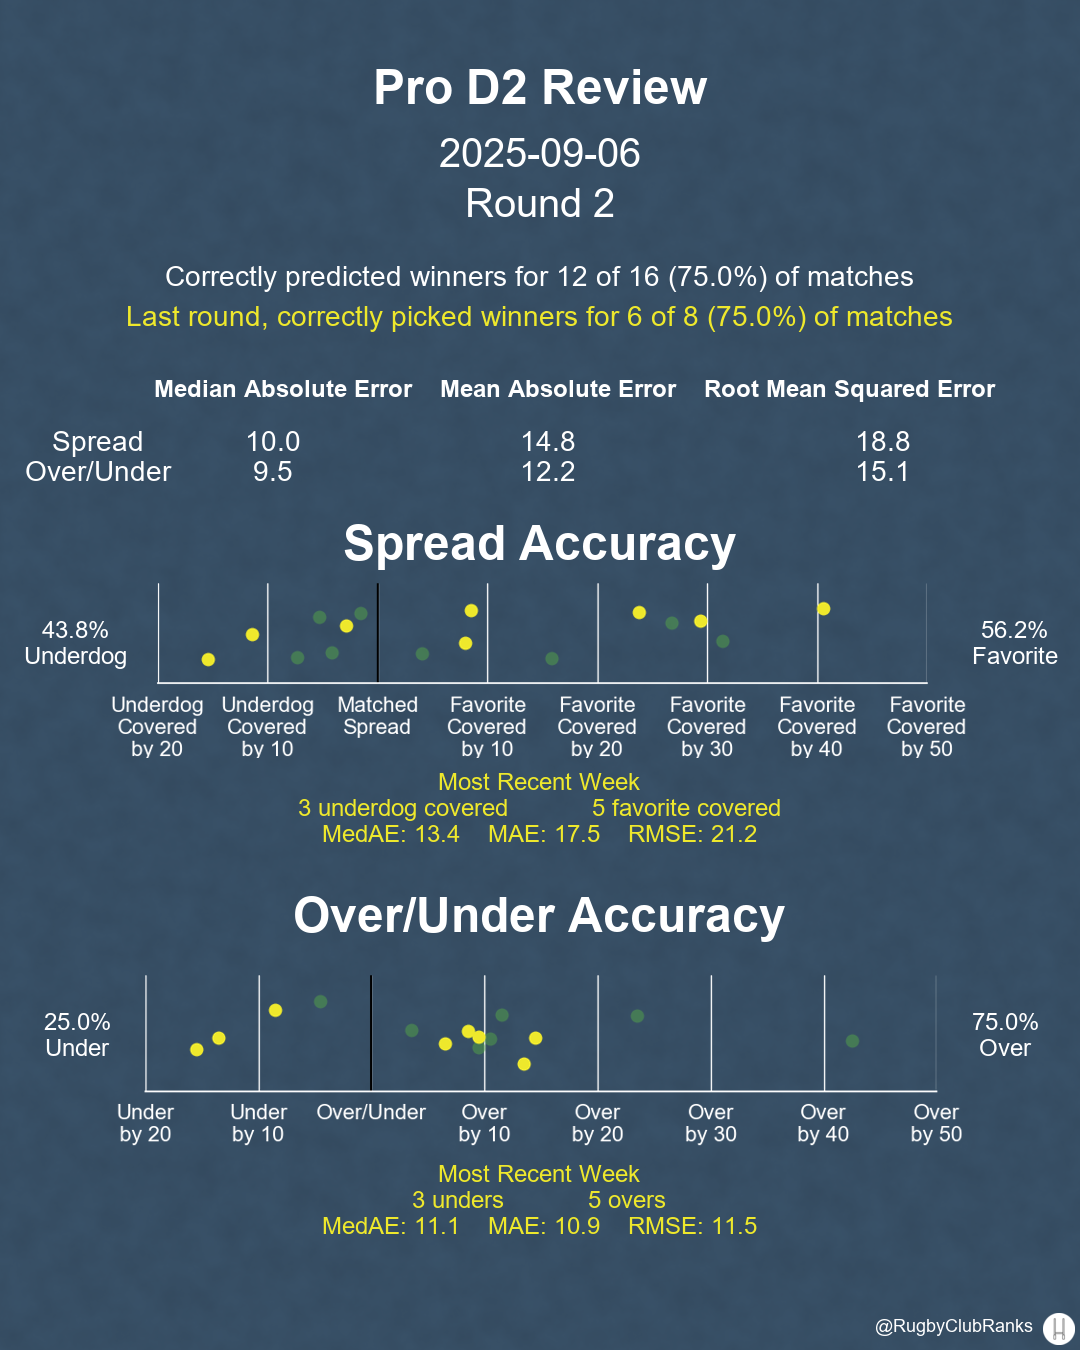 Pro D2 Review
2025-09-06
Round 2
Correctly predicted winners for 12 of 16 (75.0%) of matches
Last round, correctly picked winners for 6 of 8 (75.0%) of matches
Median Absolute Error Mean Absolute Error Root Mean Squared Error
Spread 10.0 14.8 18.8
Over/Under 9.5 12.2 15.1
Spread Accuracy
43.8% 56.2%
Underdog Favorite
Underdog Underdog Matched Favorite Favorite Favorite Favorite Favorite
Covered Covered Spread Covered Covered Covered Covered Covered
by 20 by 10 by 10 by 20 by 30 by 40 by 50
Most Recent Week
3 underdog covered 5 favorite covered
MedAE: 13.4 MAE: 17.5 RMSE: 21.2
Over/Under Accuracy
25.0% 75.0%
Under Over
Under Under Over/Under Over Over Over Over Over
by 20 by 10 by 10 by 20 by 30 by 40 by 50
Most Recent Week
3 unders 5 overs
MedAE: 11.1 MAE: 10.9 RMSE: 11.5
@RugbyClubRanks